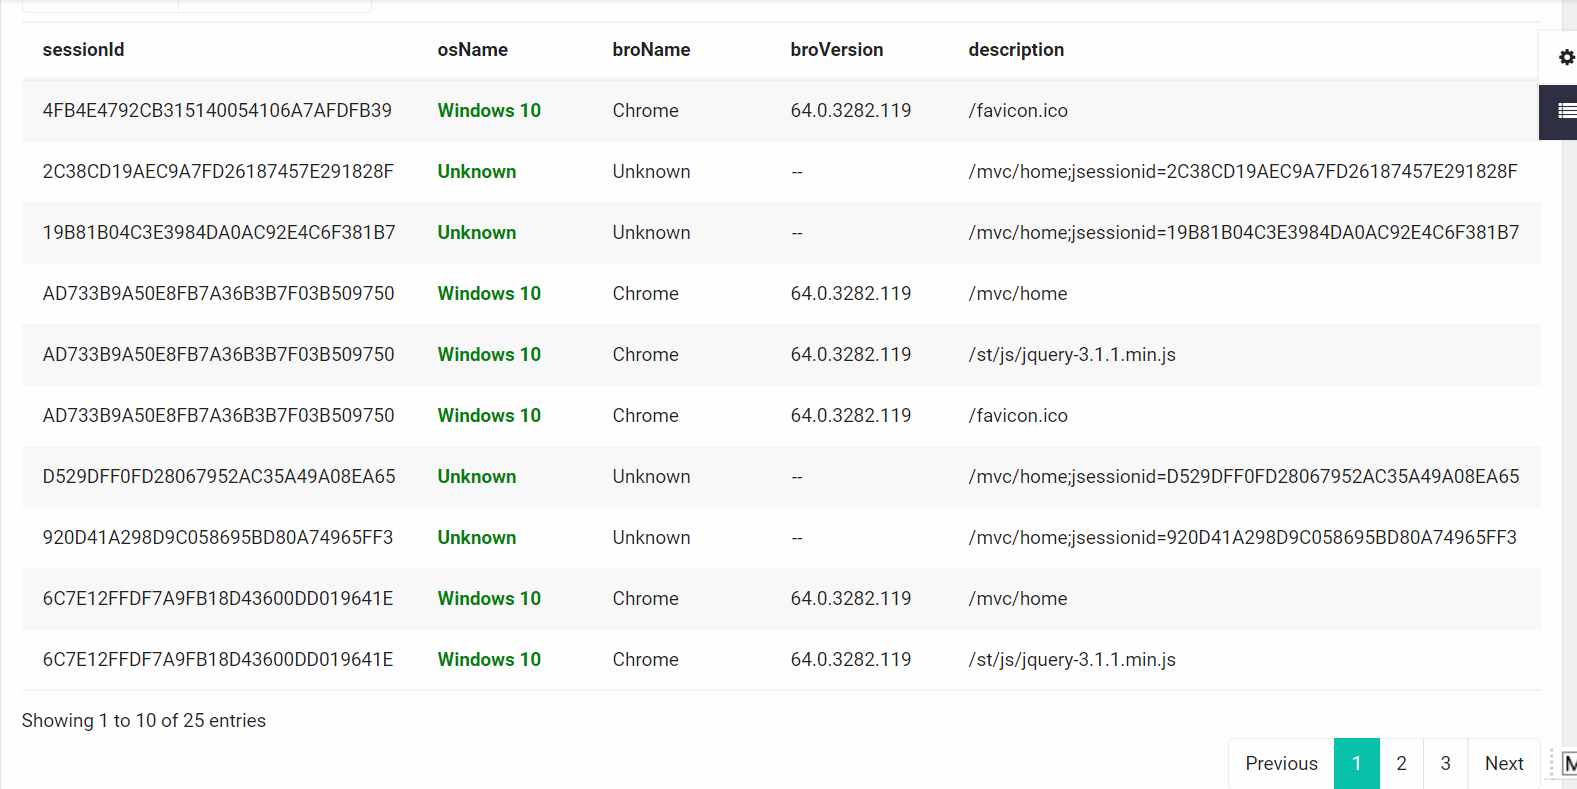 sessionId osName broName broVersion description
4FB4E4792CB315140054106A7AFDFB39 Windows 10 Chrome 64.0.3282.119 /favicon.ico
2C38CD19AEC9A7FD26187457E291828F Unknown Unknown -- /mvc/home;jsessionid=2C38CD19AEC9A7FD26187457E291828F
19B81B04C3E3984DA0AC92E4C6F381B7 Unknown Unknown -- /mvc/home;jsessionid=19B81B04C3E3984DA0AC92E4C6F381B7
AD733B9A50E8FB7A36B3B7F03B509750 Windows 10 Chrome 64.0.3282.119 /mvc/home
AD733B9A50E8FB7A36B3B7F03B509750 Windows 10 Chrome 64.0.3282.119 /st/js/jquery-3.1.1.min.js
AD733B9A50E8FB7A36B3B7F03B509750 Windows 10 Chrome 64.0.3282.119 /favicon.ico
D529DFF0FD28067952AC35A49A08EA65 Unknown Unknown -- /mvc/home;jsessionid=D529DFF0FD28067952AC35A49A08EA65
920D41A298D9C058695BD80A74965FF3 Unknown Unknown -- /mvc/home;jsessionid=920D41A298D9C058695BD80A74965FF3
6C7E12FFDF7A9FB18D43600DD019641E Windows 10 Chrome 64.0.3282.119 /mvc/home
6C7E12FFDF7A9FB18D43600DD019641E Windows 10 Chrome 64.0.3282.119 /st/js/jquery-3.1.1.min.js
Showing 1 to 10 of 25 entries
Previous 1 2 3 Next M